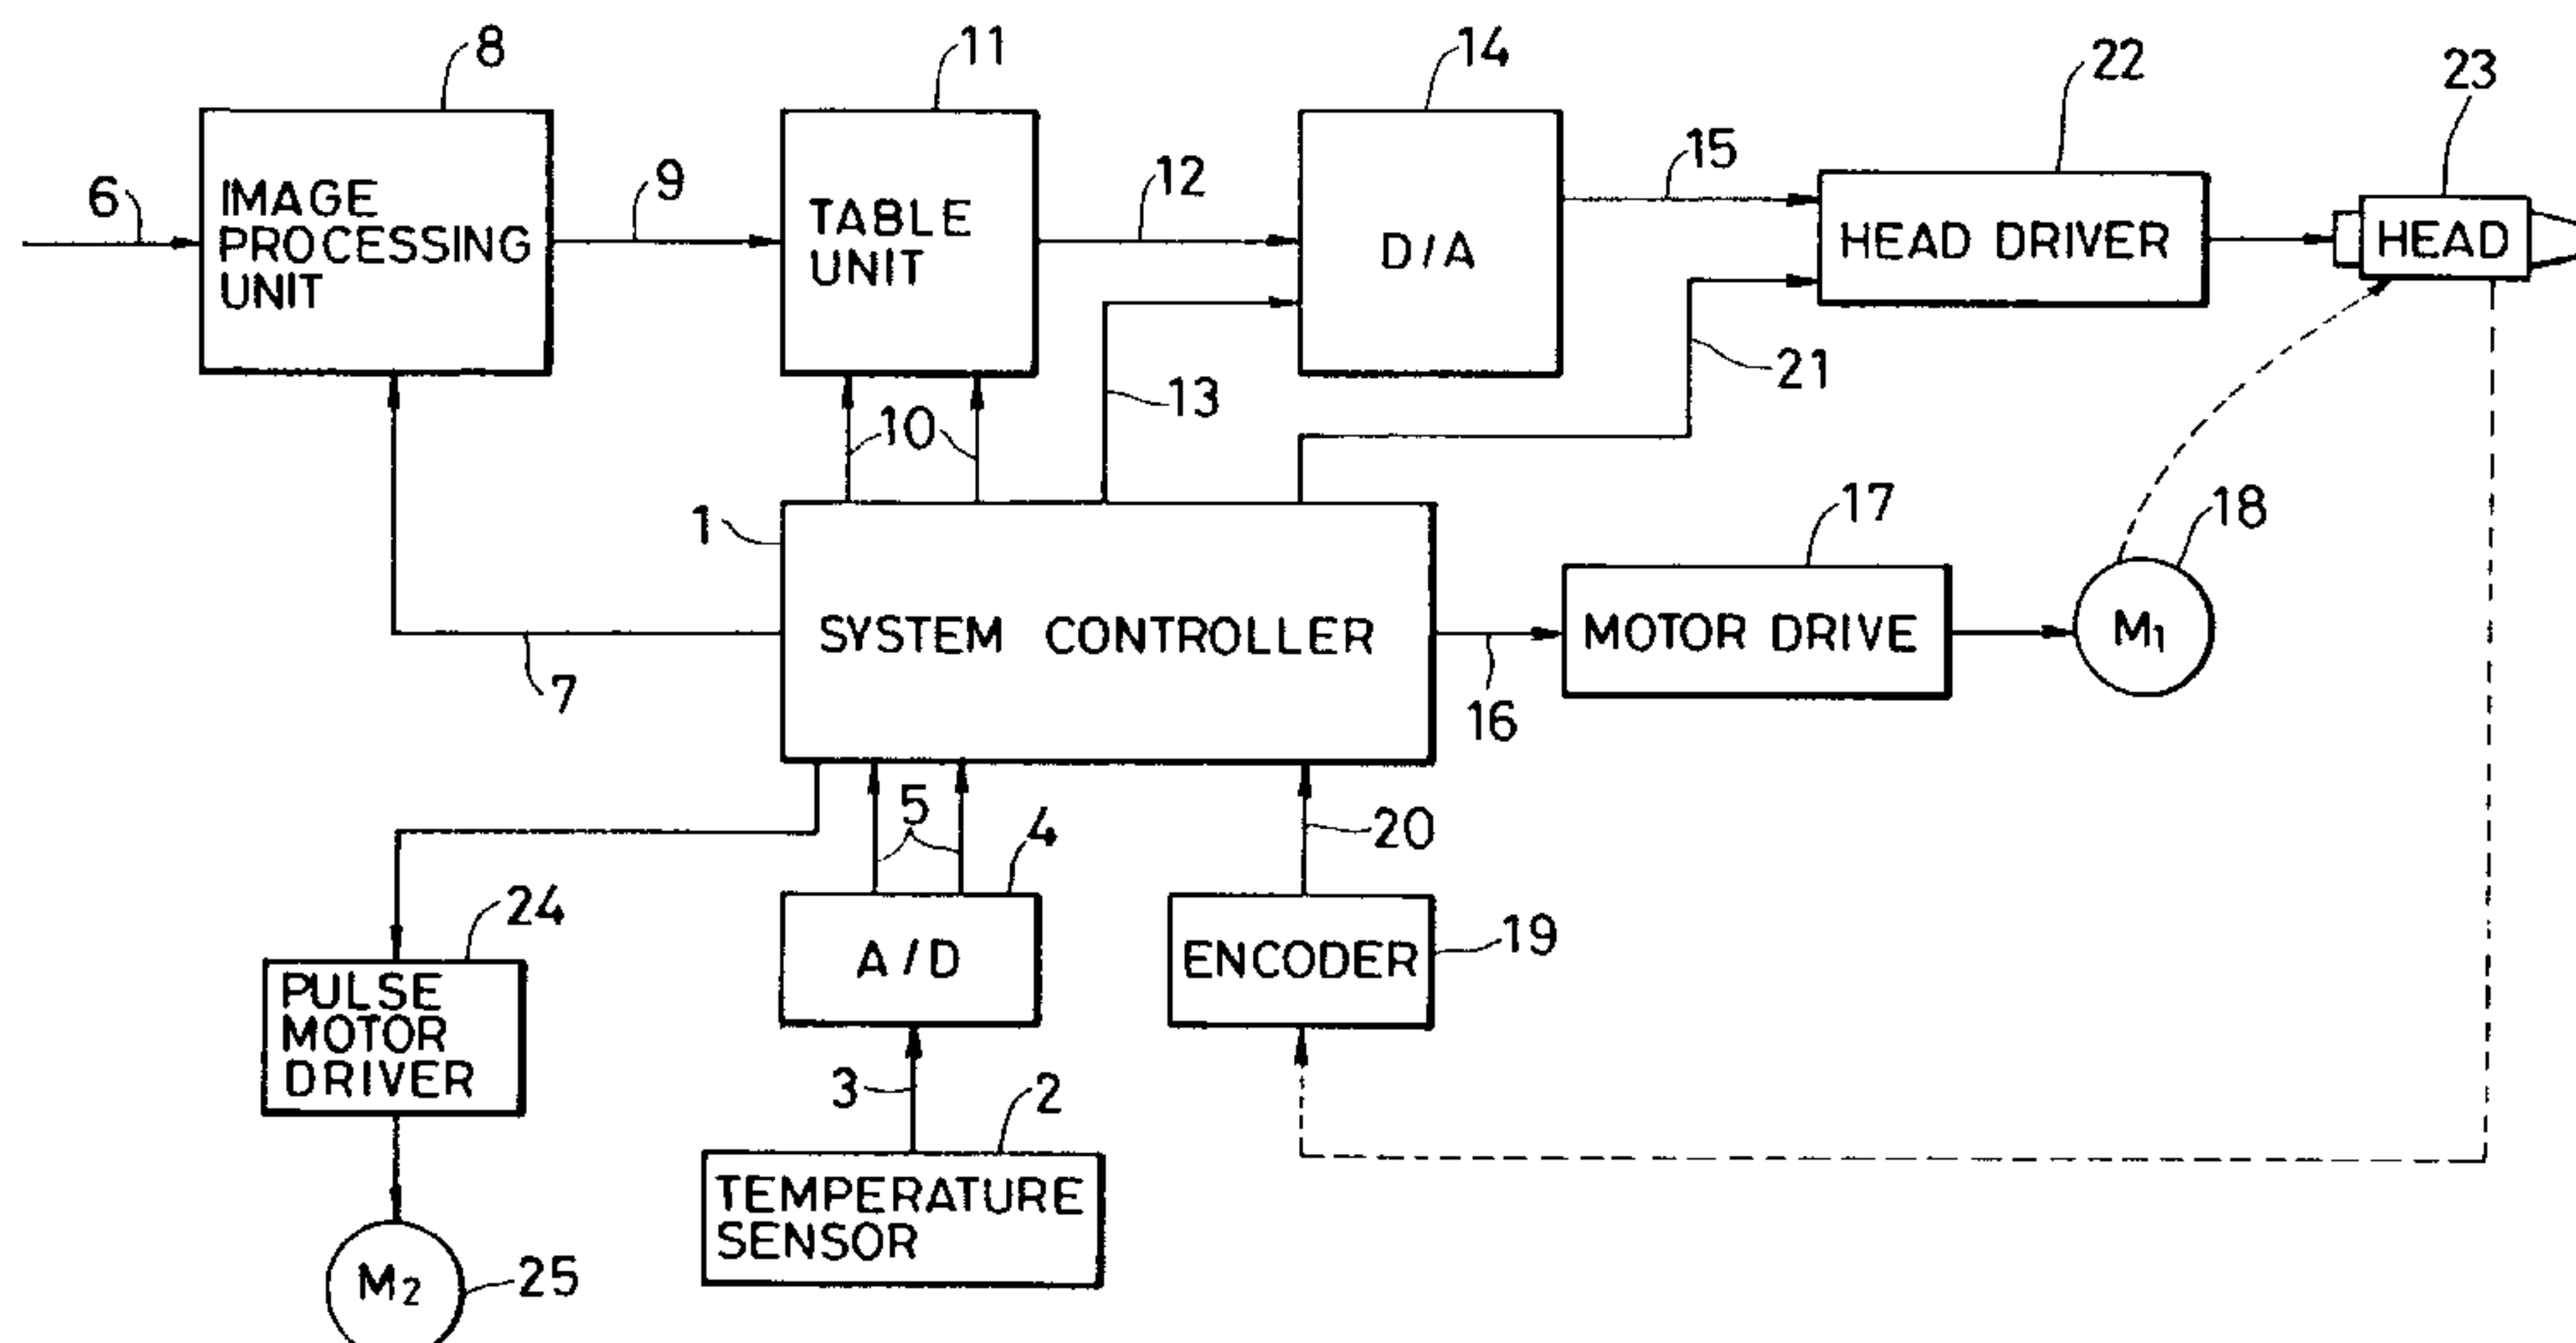 8
11
14
22
23
6
IMAGE
PROCESSING
UNIT
9
TABLE
UNIT
12
D/A
15
HEAD DRIVER
HEAD
10
13
21
1
SYSTEM CONTROLLER
7
16
17
MOTOR DRIVE
18
M1
5
4
20
24
PULSE
MOTOR
DRIVER
A/D
ENCODER
19
3
2
TEMPERATURE
SENSOR
M2
25